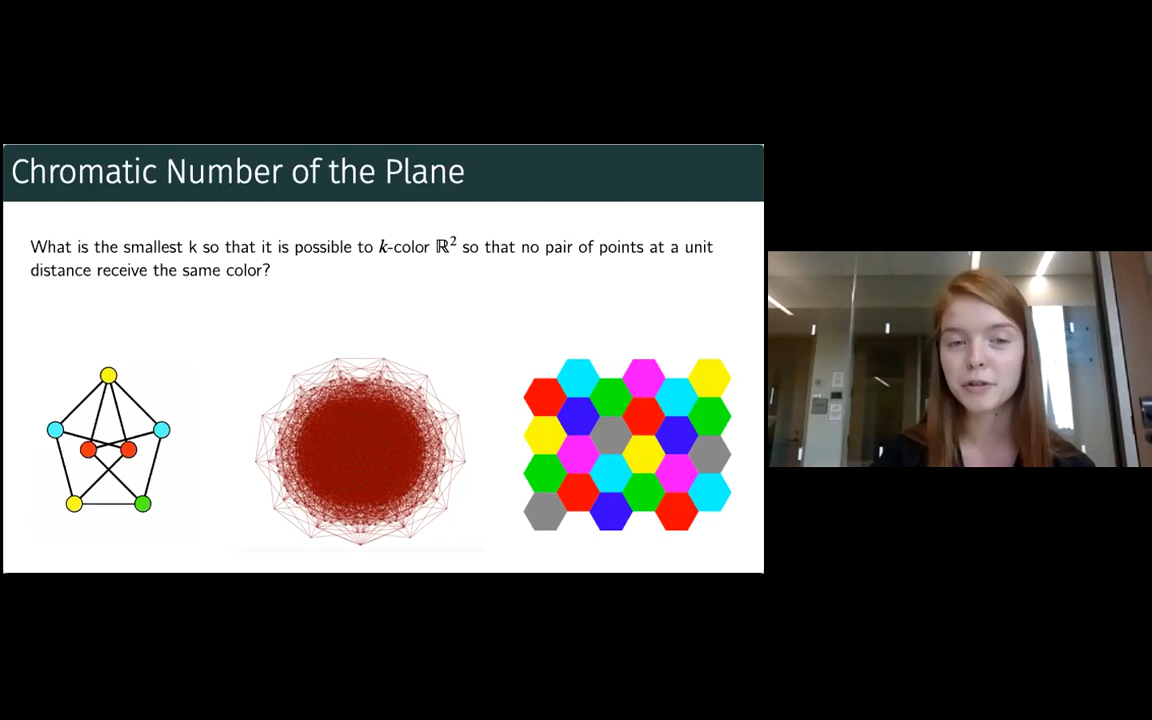 Chromatic Number of the Plane
What is the smallest k so that it is possible to k-color ℝ² so that no pair of points at a unit
distance receive the same color?